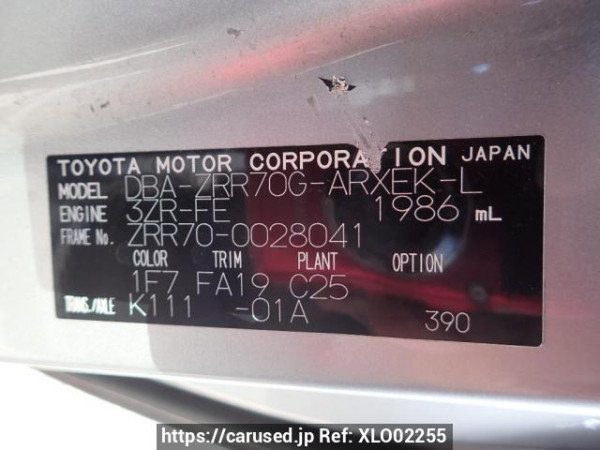 TOYOTA MOTOR CORPORATION JAPAN
MODEL DBA-ZRR70G-ARXEK-L
ENGINE 3ZR-FE 1986 mL
FRAME No. ZRR70-0028041
COLOR TRIM PLANT OPTION
1F7 FA19 C25
TRANS./AXLE K111 -01A
390
https://carused.jp Ref: XLO02255